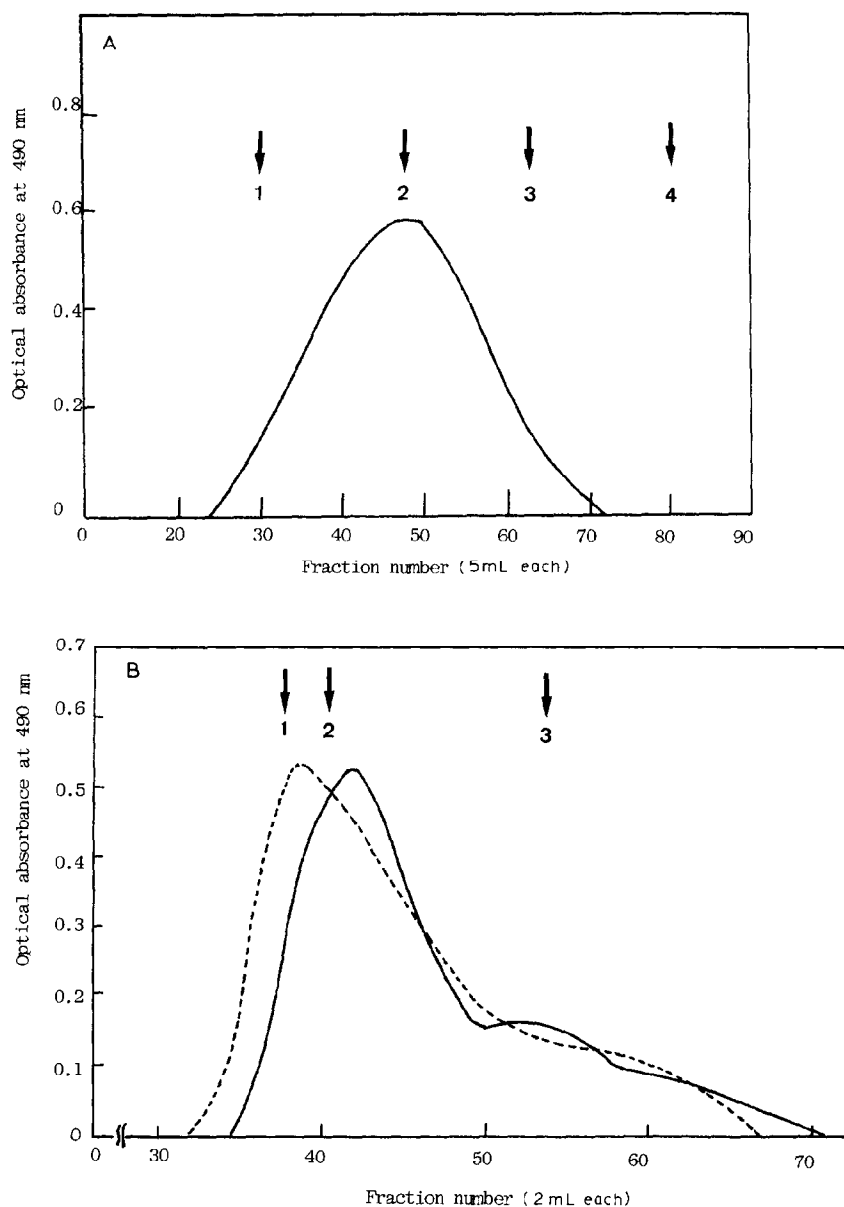 A
Optical absorbance at 490 nm
0.8
0.6
0.4
0.2
0
1
2
3
4
0 20 30 40 50 60 70 80 90
Fraction number (5mL each)
B
Optical absorbance at 490 nm
0.7
0.6
0.5
0.4
0.3
0.2
0.1
0
1
2
3
0 30 40 50 60 70
Fraction number (2mL each)